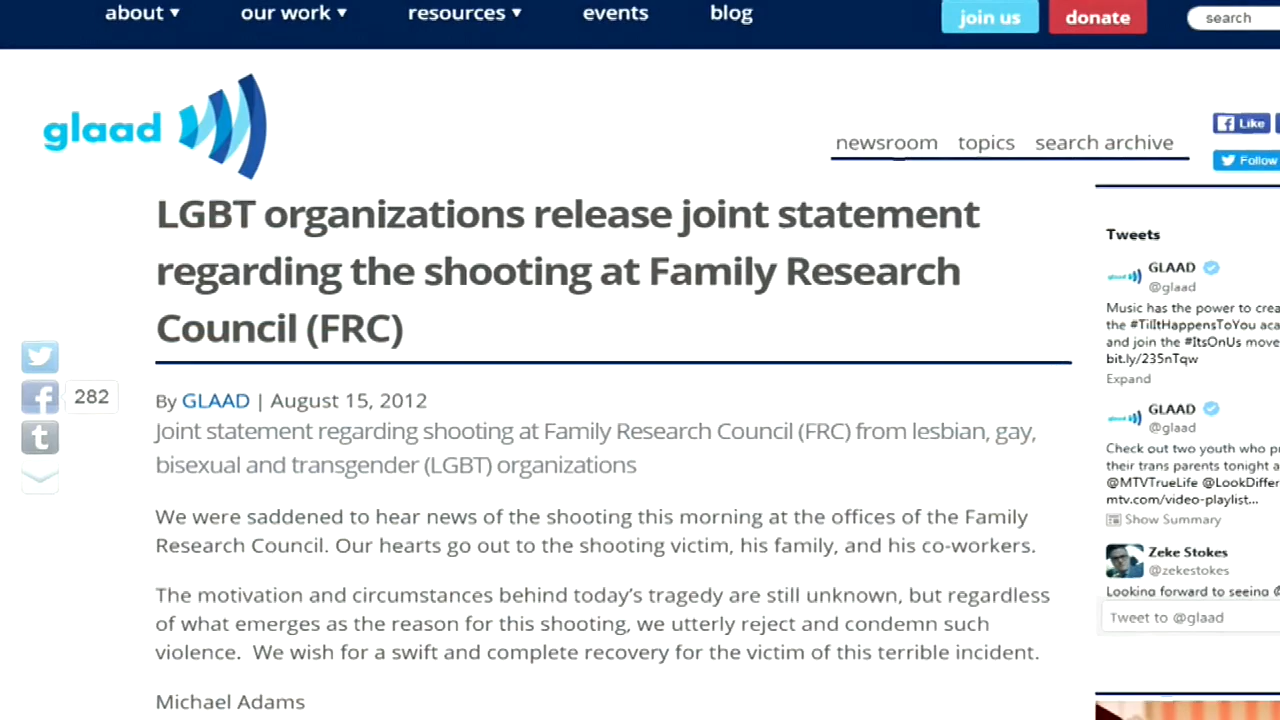 about ▾ our work ▾ resources ▾ events blog join us donate search
glaad
newsroom topics search archive
Like
Follow
LGBT organizations release joint statement
regarding the shooting at Family Research
Council (FRC)
282
By GLAAD | August 15, 2012
Joint statement regarding shooting at Family Research Council (FRC) from lesbian, gay,
bisexual and transgender (LGBT) organizations
We were saddened to hear news of the shooting this morning at the offices of the Family
Research Council. Our hearts go out to the shooting victim, his family, and his co-workers.
The motivation and circumstances behind today's tragedy are still unknown, but regardless
of what emerges as the reason for this shooting, we utterly reject and condemn such
violence. We wish for a swift and complete recovery for the victim of this terrible incident.
Michael Adams
Tweets
GLAAD
@glaad
Music has the power to crea
the #TilItHappensToYou aca
and join the #ItsOnUs move
bit.ly/235nTqw
Expand
GLAAD
@glaad
Check out two youth who p
their trans parents tonight a
@MTVTrueLife @LookDiffer
mtv.com/video-playlist...
Show Summary
Zeke Stokes
@zekestokes
Looking forward to seeing @
Tweet to @glaad